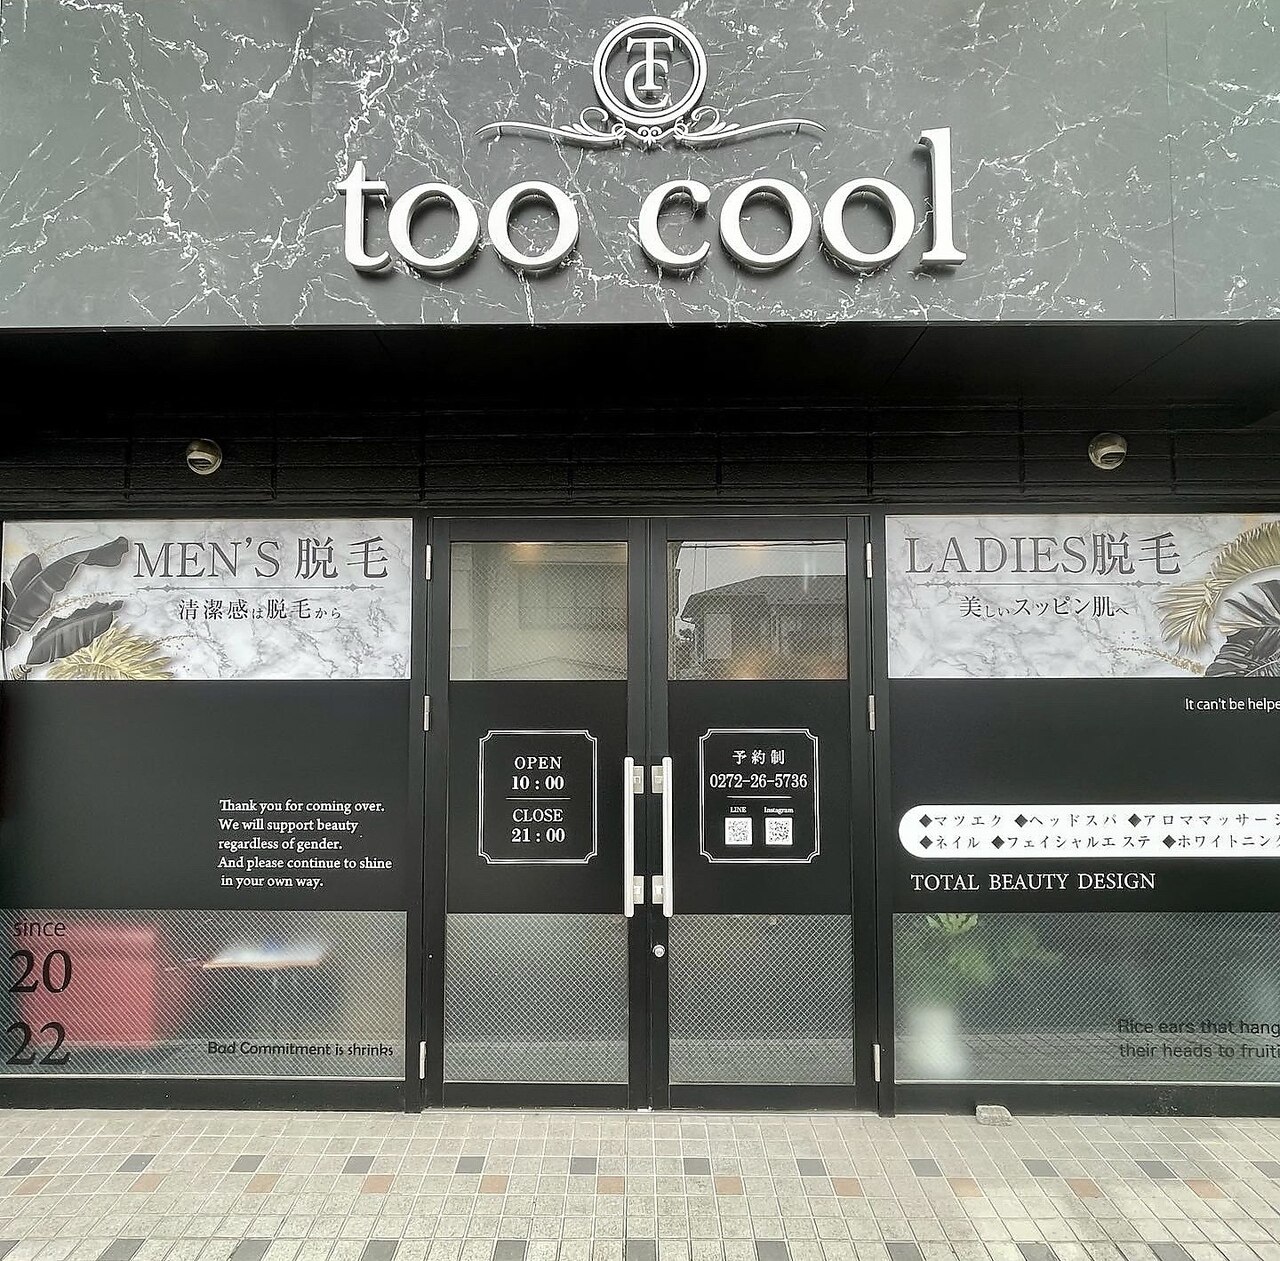 TC
too cool
MEN'S 脱毛
清潔感は脱毛から
LADIES脱毛
美しいスッピン肌へ
It can't be helpe
OPEN
10:00
CLOSE
21:00
予約制
0272-26-5736
LINE Instagram
Thank you for coming over.
We will support beauty
regardless of gender.
And please continue to shine
in your own way.
◆マツエク ◆ヘッドスパ ◆アロママッサージ
◆ネイル ◆フェイシャルエステ ◆ホワイトニング
TOTAL BEAUTY DESIGN
since
20
22
Bad Commitment is shrinks
Rice ears that hang
their heads to fruiti